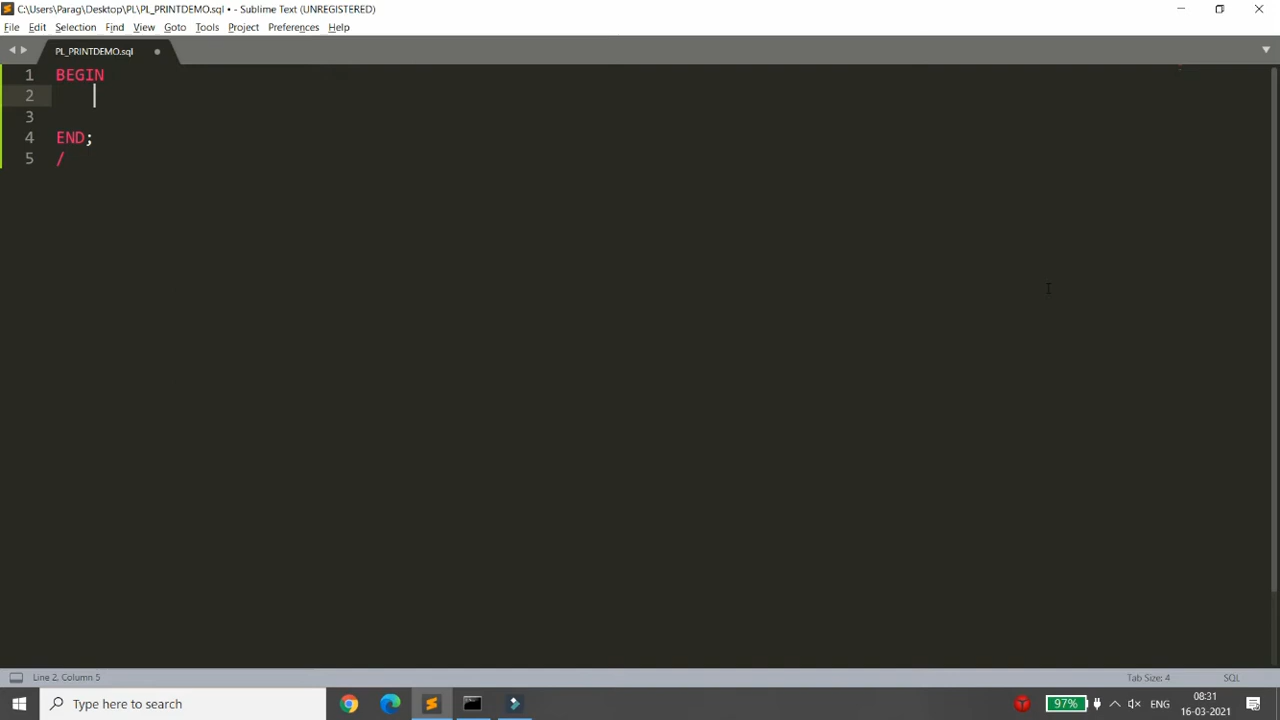 C:\Users\Parag\Desktop\PL\PL_PRINTDEMO.sql • - Sublime Text (UNREGISTERED)
File Edit Selection Find View Goto Tools Project Preferences Help
PL_PRINTDEMO.sql
1 BEGIN
2
3
4 END;
5 /
Line 2, Column 5 Tab Size: 4 SQL
Type here to search 97% ENG 08:31
16-03-2021